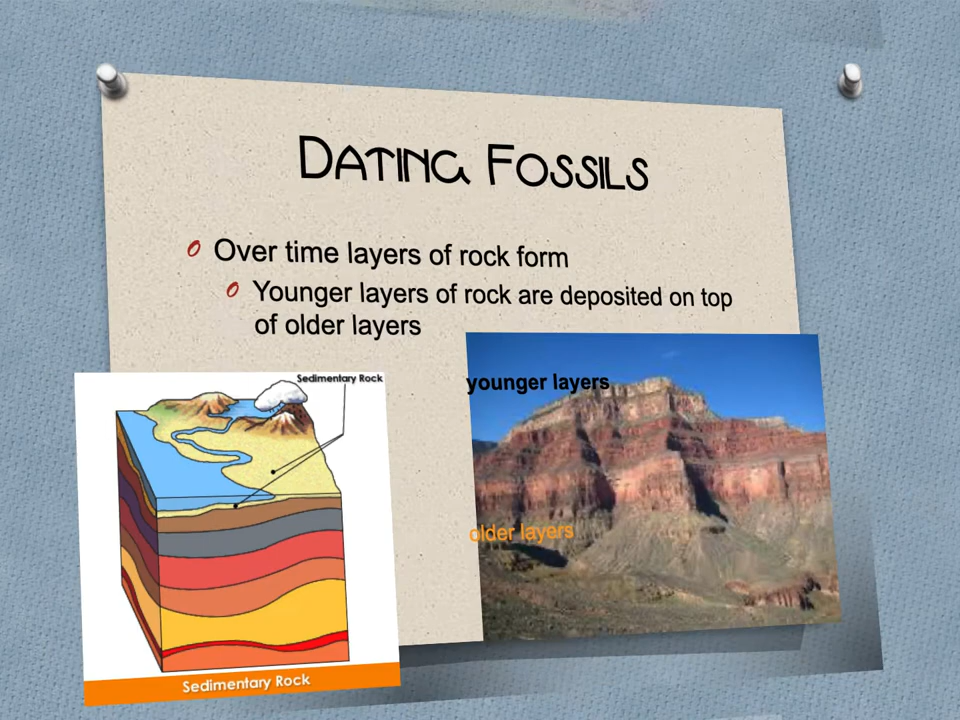 Dating Fossils
Over time layers of rock form
Younger layers of rock are deposited on top
of older layers
Sedimentary Rock
younger layers
older layers
Sedimentary Rock